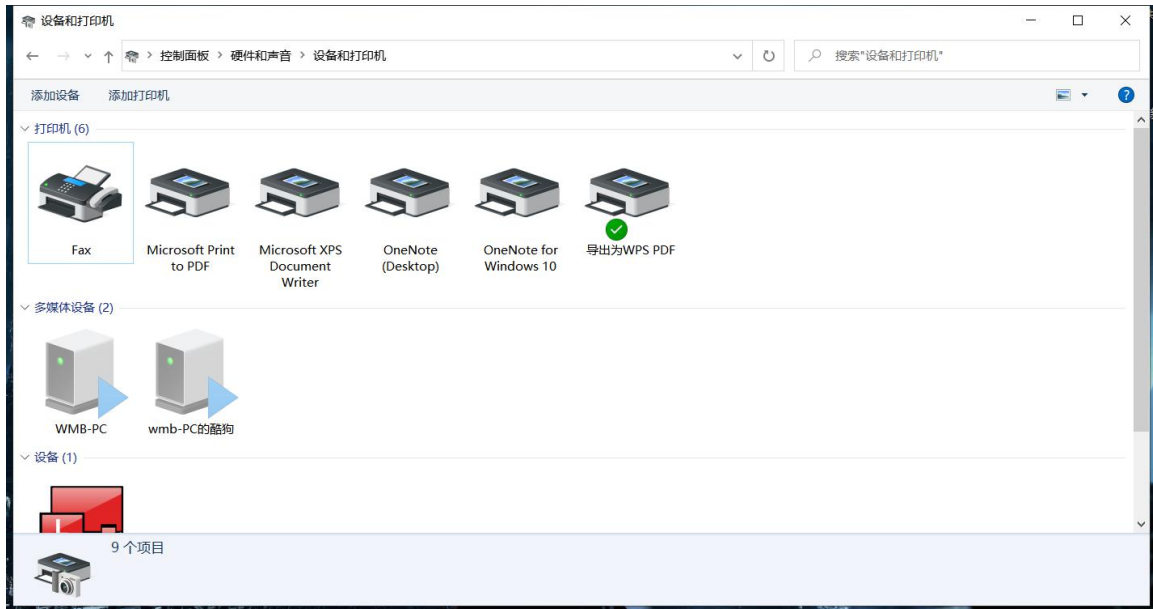 设备和打印机
控制面板 › 硬件和声音 › 设备和打印机
搜索"设备和打印机"
添加设备 添加打印机
打印机 (6)
Fax
Microsoft Print
to PDF
Microsoft XPS
Document
Writer
OneNote
(Desktop)
OneNote for
Windows 10
导出为WPS PDF
多媒体设备 (2)
WMB-PC
wmb-PC的酷狗
设备 (1)
9 个项目